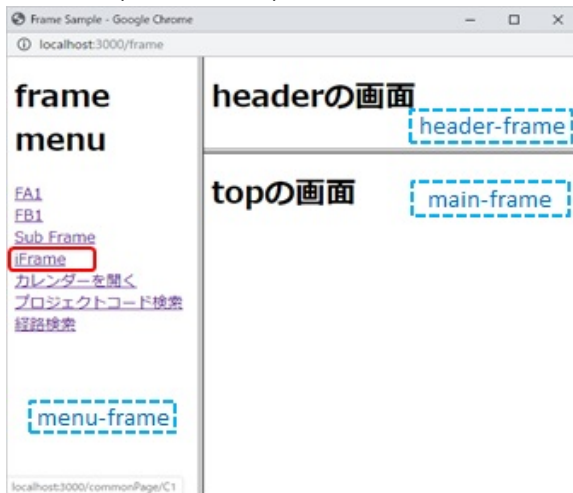 Frame Sample - Google Chrome
localhost:3000/frame
frame
menu
FA1
FB1
Sub Frame
iFrame
カレンダーを開く
プロジェクトコード検索
経路検索
menu-frame
localhost:3000/commonPage/C1
headerの画面
header-frame
topの画面
main-frame